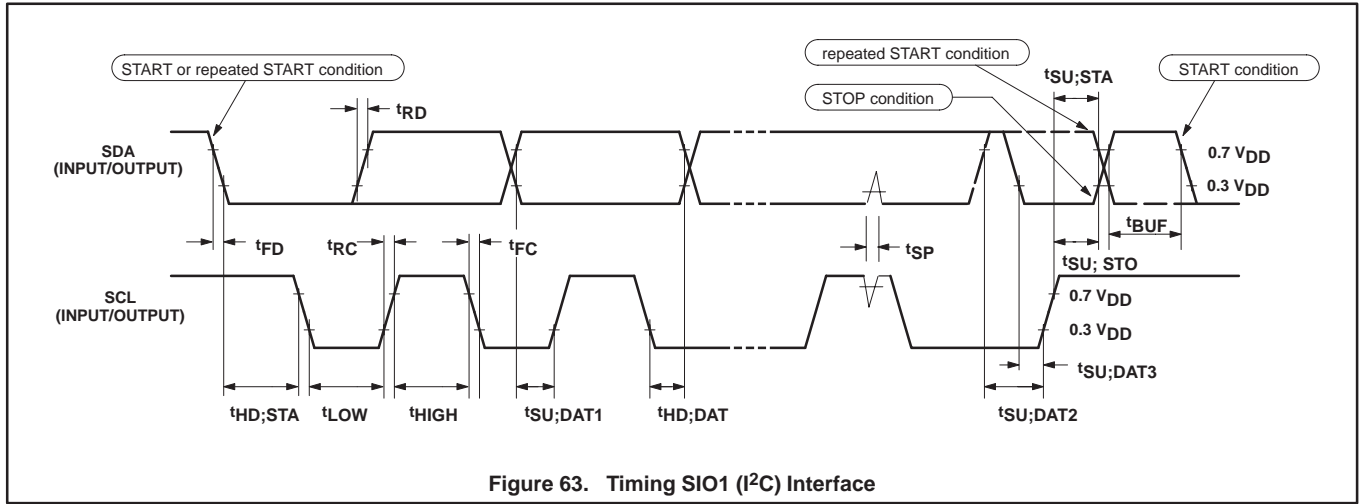 repeated START condition
START or repeated START condition
tSU;STA
START condition
STOP condition
tRD
SDA
(INPUT/OUTPUT)
0.7 VDD
0.3 VDD
tFD
tRC
tFC
tSP
tBUF
tSU; STO
SCL
(INPUT/OUTPUT)
0.7 VDD
0.3 VDD
tSU;DAT3
tHD;STA
tLOW
tHIGH
tSU;DAT1
tHD;DAT
tSU;DAT2
Figure 63. Timing SIO1 (I2C) Interface